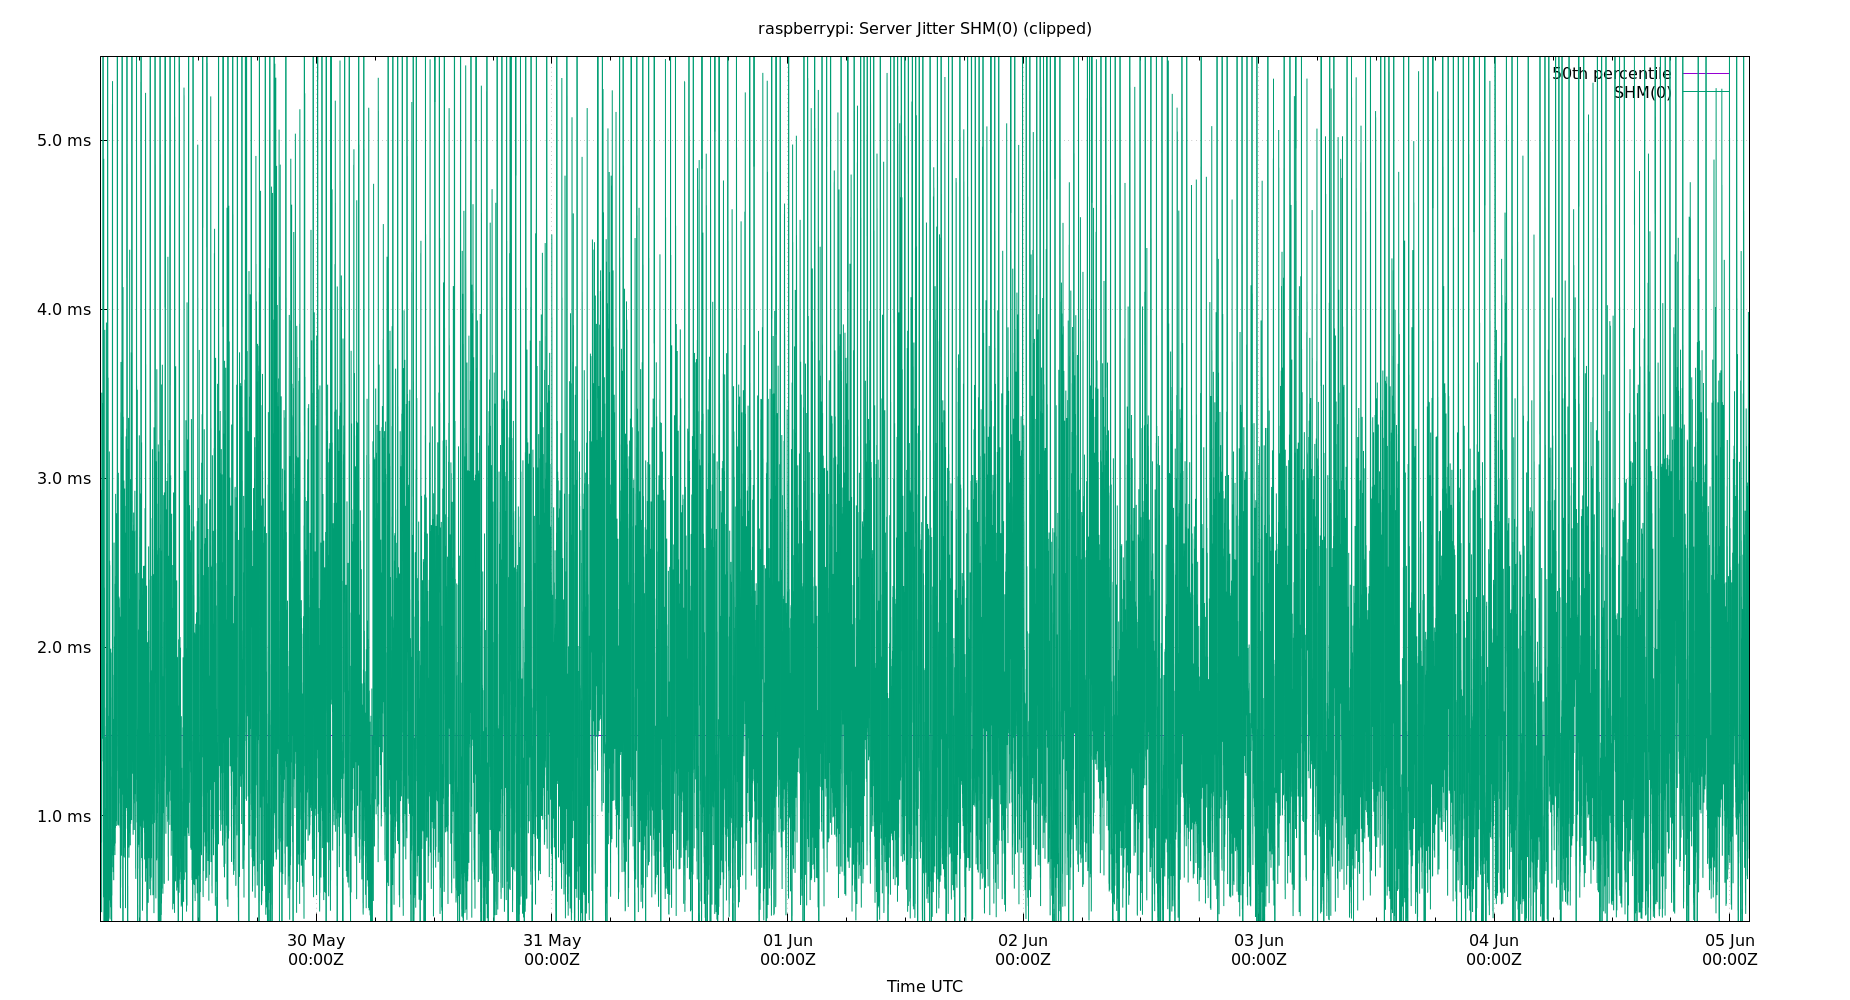 raspberrypi: Server Jitter SHM(0) (clipped)
50th percentile
SHM(0)
5.0 ms
4.0 ms
3.0 ms
2.0 ms
1.0 ms
30 May 31 May 01 Jun 02 Jun 03 Jun 04 Jun 05 Jun
00:00Z 00:00Z 00:00Z 00:00Z 00:00Z 00:00Z 00:00Z
Time UTC